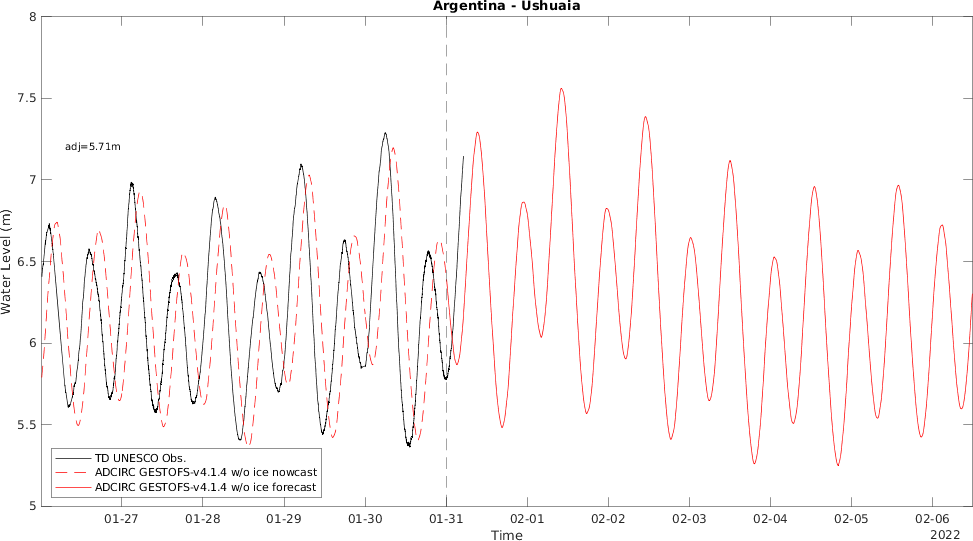 Argentina - Ushuaia
8
7.5
7
6.5
6
5.5
5
Water Level (m)
adj=5.71m
TD UNESCO Obs.
ADCIRC GESTOFS-v4.1.4 w/o ice nowcast
ADCIRC GESTOFS-v4.1.4 w/o ice forecast
01-27 01-28 01-29 01-30 01-31 02-01 02-02 02-03 02-04 02-05 02-06
Time
2022